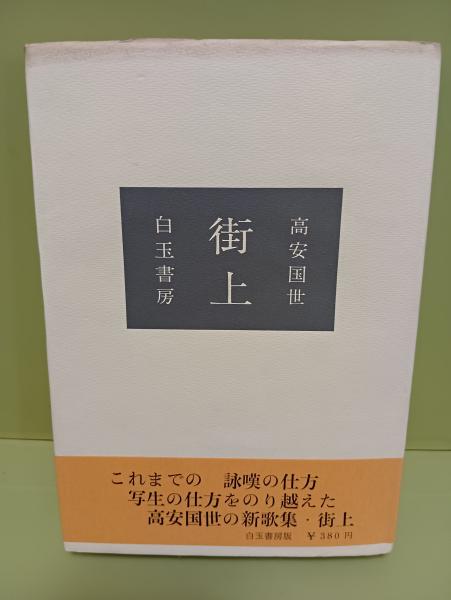 高安国世
街上
白玉書房
これまでの 詠嘆の仕方
写生の仕方をのり越えた
高安国世の新歌集・街上
白玉書房版 ¥380円